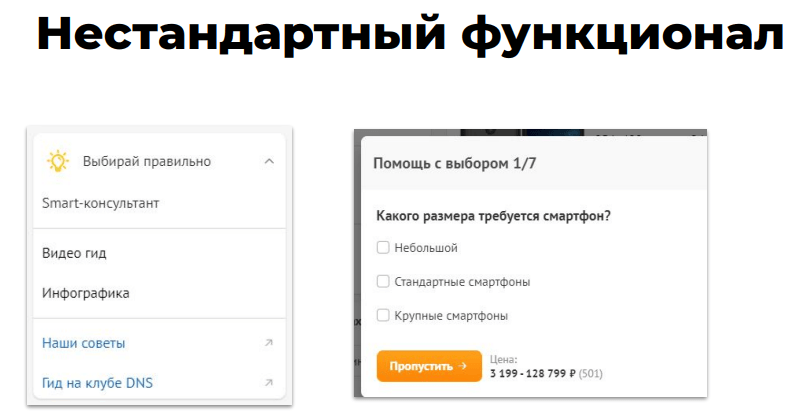 Нестандартный функционал
Выбирай правильно
Smart-консультант
Видео гид
Инфографика
Наши советы
Гид на клубе DNS
Помощь с выбором 1/7
Какого размера требуется смартфон?
Небольшой
Стандартные смартфоны
Крупные смартфоны
Пропустить →
Цена:
3 199 - 128 799 ₽ (501)